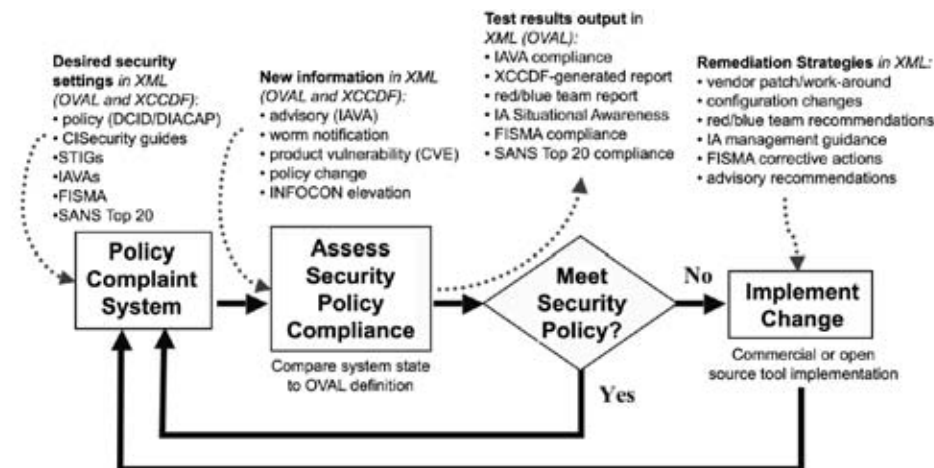 Desired security
settings in XML
(OVAL and XCCDF):
• policy (DCID/DIACAP)
• CISecurity guides
•STIGs
•IAVAs
•FISMA
•SANS Top 20
New information in XML
(OVAL and XCCDF):
• advisory (IAVA)
• worm notification
• product vulnerability (CVE)
• policy change
• INFOCON elevation
Test results output in
XML (OVAL):
• IAVA compliance
• XCCDF-generated report
• red/blue team report
• IA Situational Awareness
• FISMA compliance
• SANS Top 20 compliance
Remediation Strategies in XML:
• vendor patch/work-around
• configuration changes
• red/blue team recommendations
• IA management guidance
• FISMA corrective actions
• advisory recommendations
Policy
Complaint
System
Assess
Security
Policy
Compliance
Compare system state
to OVAL definition
Meet
Security
Policy?
No
Yes
Implement
Change
Commercial or open
source tool implementation